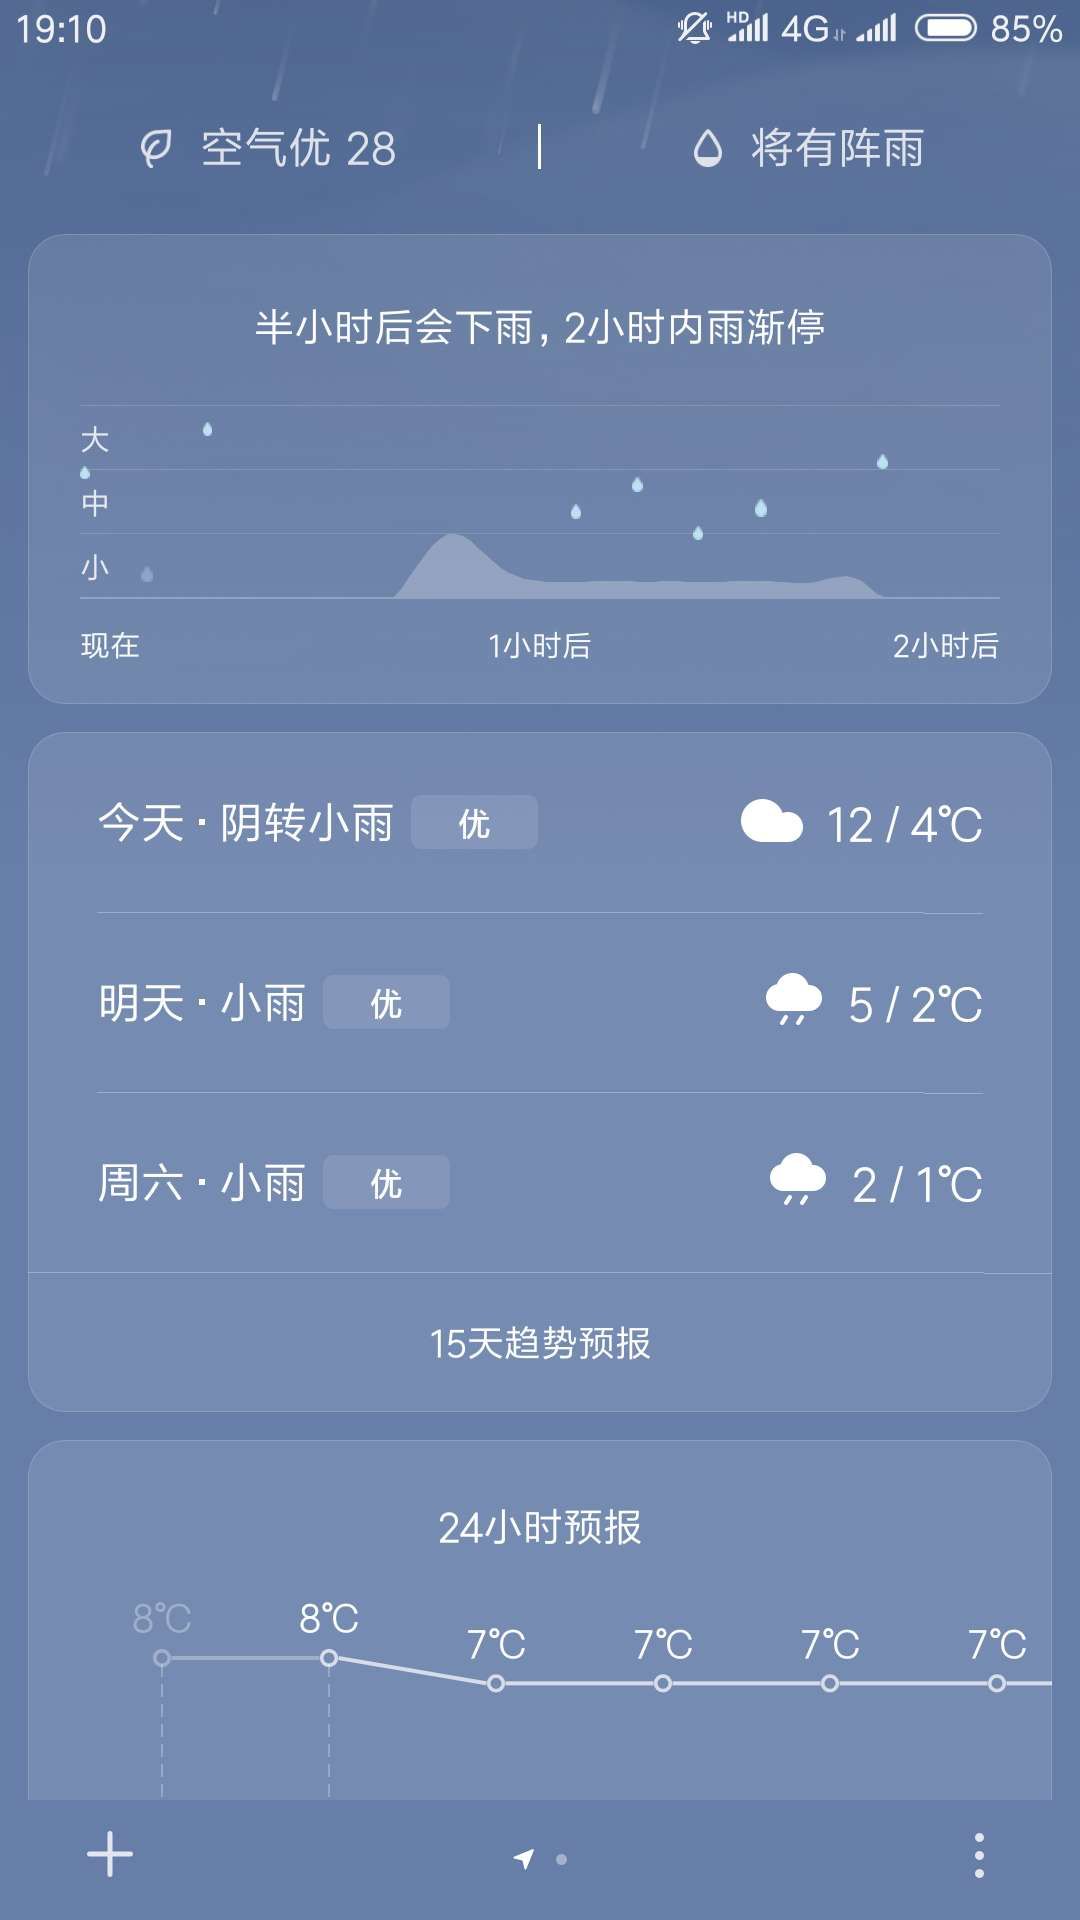 19:10 HD 4G 85%
空气优 28 将有阵雨
半小时后会下雨，2小时内雨渐停
大
中
小
现在 1小时后 2小时后
今天 · 阴转小雨 优 12 / 4℃
明天 · 小雨 优 5 / 2℃
周六 · 小雨 优 2 / 1℃
15天趋势预报
24小时预报
8℃ 8℃ 7℃ 7℃ 7℃ 7℃